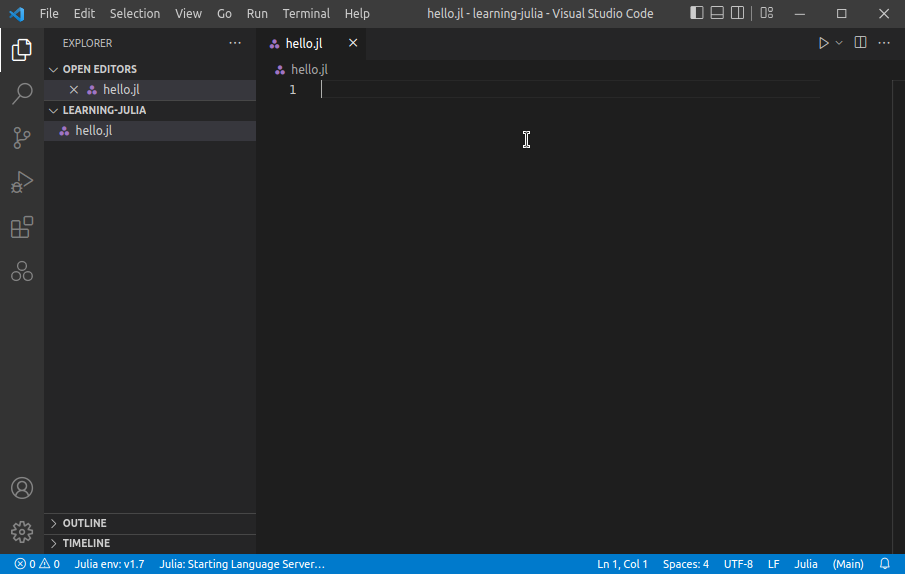 File Edit Selection View Go Run Terminal Help hello.jl - learning-julia - Visual Studio Code
EXPLORER
hello.jl
OPEN EDITORS
hello.jl
LEARNING-JULIA
hello.jl
hello.jl
1
OUTLINE
TIMELINE
0 0 Julia env: v1.7 Julia: Starting Language Server... Ln 1, Col 1 Spaces: 4 UTF-8 LF Julia (Main)